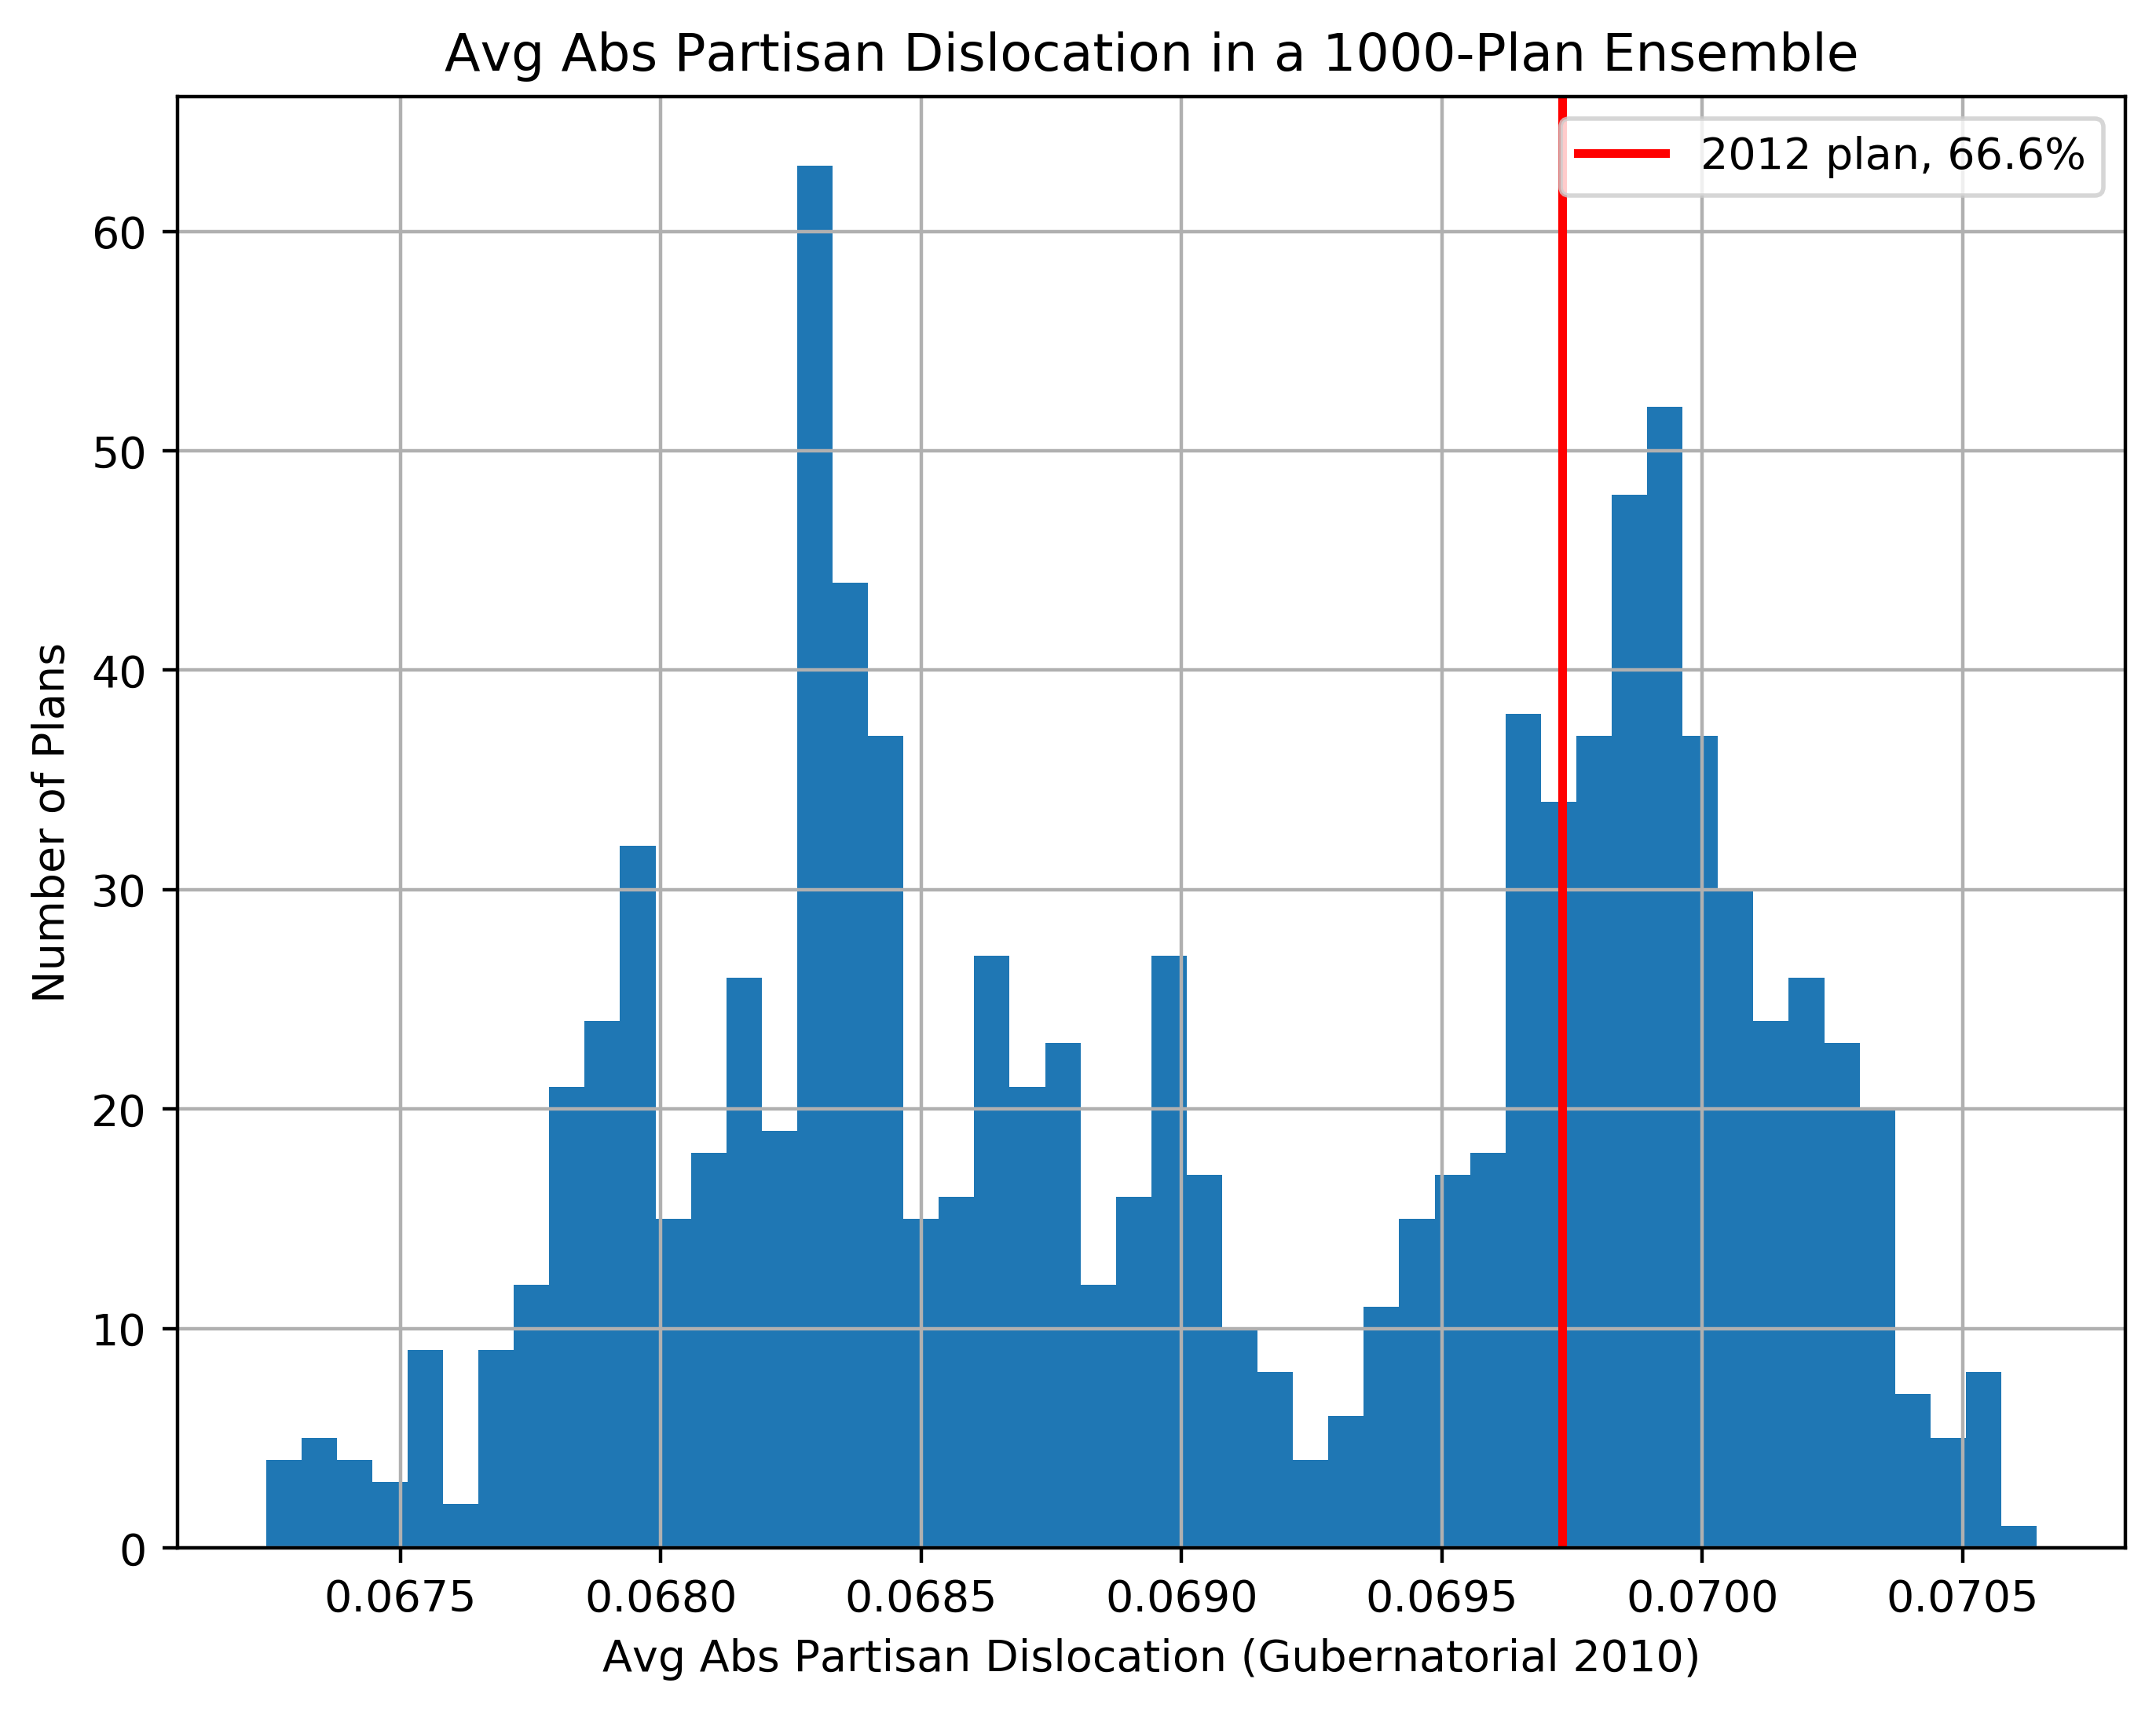 Avg Abs Partisan Dislocation in a 1000-Plan Ensemble
2012 plan, 66.6%
Number of Plans
60
50
40
30
20
10
0
0.0675 0.0680 0.0685 0.0690 0.0695 0.0700 0.0705
Avg Abs Partisan Dislocation (Gubernatorial 2010)